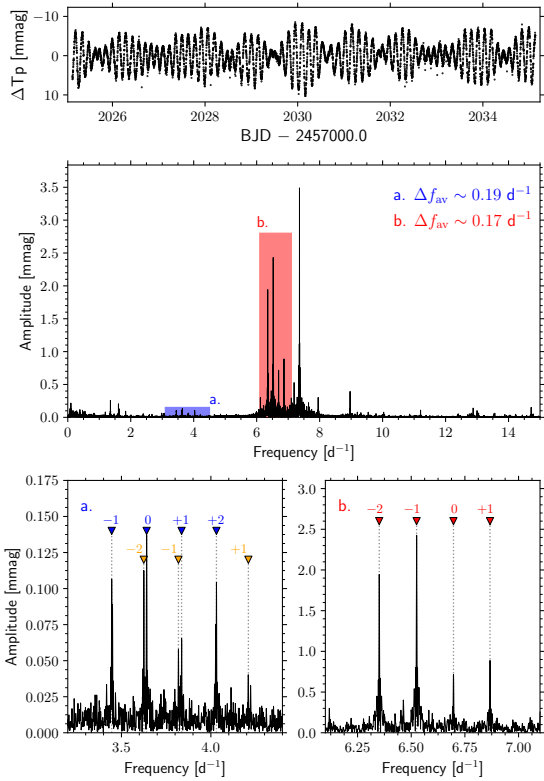 −10
0
10
ΔTp [mmag]
2026 2028 2030 2032 2034
BJD − 2457000.0
3.5
3.0
2.5
2.0
1.5
1.0
0.5
0.0
Amplitude [mmag]
a. Δf_av ∼ 0.19 d⁻¹
b. Δf_av ∼ 0.17 d⁻¹
b.
a.
0 2 4 6 8 10 12 14
Frequency [d⁻¹]
0.175
0.150
0.125
0.100
0.075
0.050
0.025
0.000
Amplitude [mmag]
a.
−1 0 +1 +2
−2 −1 +1
3.5 4.0
Frequency [d⁻¹]
3.0
2.5
2.0
1.5
1.0
0.5
0.0
b.
−2 −1 0 +1
6.25 6.50 6.75 7.00
Frequency [d⁻¹]